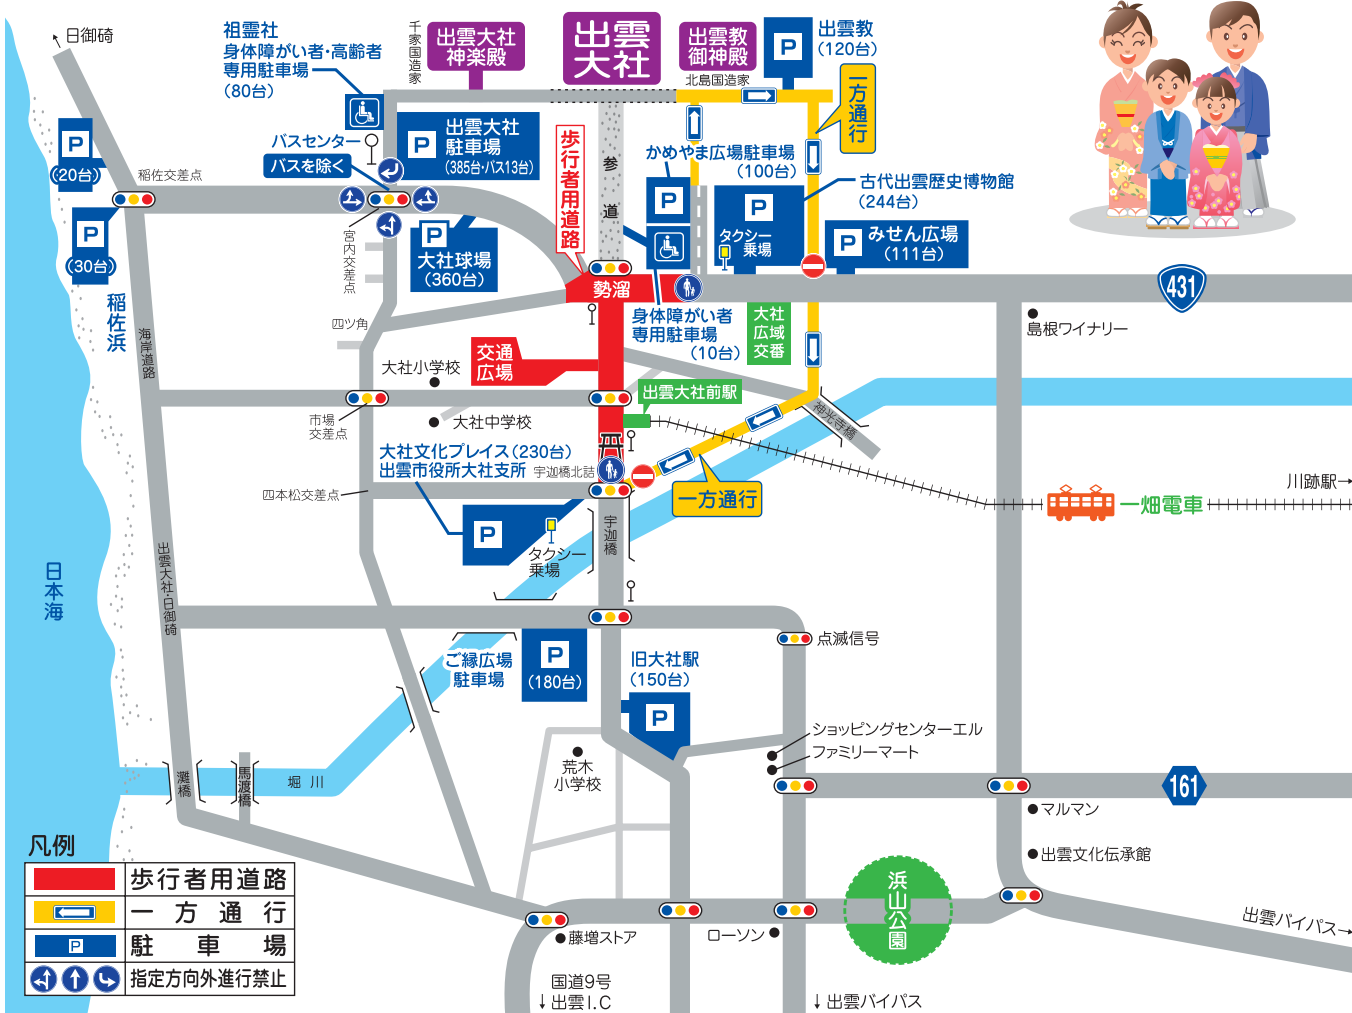 日御碕
祖霊社
身体障がい者・高齢者
専用駐車場
(80台)
千家国造家
出雲大社
神楽殿
出雲
大社
出雲教
御神殿
北島国造家
P
出雲教
(120台)
一方通行
バスセンター
バスを除く
P
出雲大社
駐車場
(385台・バス13台)
歩行者用道路
参道
かめやま広場駐車場
(100台)
P
古代出雲歴史博物館
(244台)
P
タクシー
乗場
P
みせん広場
(111台)
P
(20台)
稲佐交差点
P
(30台)
稲佐浜
宮内交差点
P
大社球場
(360台)
勢溜
431
身体障がい者
専用駐車場
(10台)
大社
広域
交番
島根ワイナリー
海岸道路
四ツ角
大社小学校
交通
広場
出雲大社前駅
市場
交差点
大社中学校
神光寺橋
大社文化プレイス(230台)
出雲市役所大社支所
宇迦橋北詰
四本松交差点
一方通行
川跡駅→
一畑電車
P
タクシー
乗場
宇迦橋
出雲大社・日御碕
日本海
点滅信号
ご縁広場
駐車場
P
(180台)
旧大社駅
(150台)
P
ショッピングセンターエル
ファミリーマート
荒木
小学校
灘橋
馬渡橋
堀川
161
マルマン
出雲文化伝承館
浜山公園
凡例
歩行者用道路
一方通行
P
駐車場
指定方向外進行禁止
藤増ストア
ローソン
出雲バイパス→
国道9号
↓出雲I.C
↓出雲バイパス